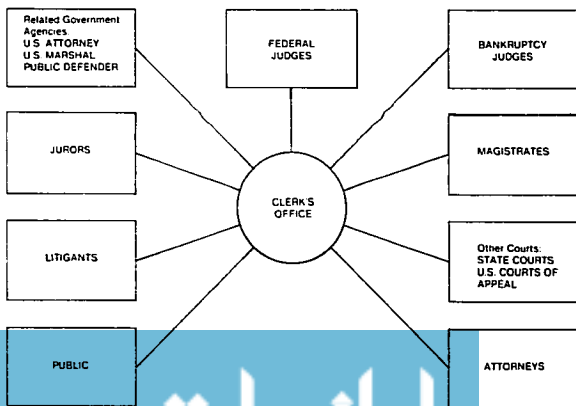 Related Government
Agencies:
U.S. ATTORNEY
U.S. MARSHAL
PUBLIC DEFENDER
FEDERAL
JUDGES
BANKRUPTCY
JUDGES
JURORS
MAGISTRATES
CLERK'S
OFFICE
LITIGANTS
Other Courts:
STATE COURTS
U.S. COURTS OF
APPEAL
PUBLIC
ATTORNEYS